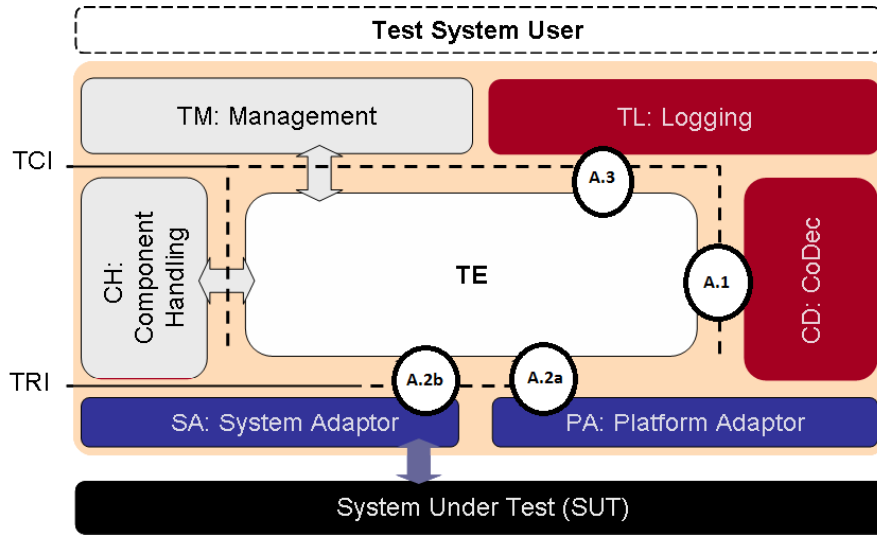 Test System User
TM: Management
TL: Logging
TCI
A.3
CH:
Component
Handling
TE
A.1
CD: CoDec
TRI
A.2b
A.2a
SA: System Adaptor
PA: Platform Adaptor
System Under Test (SUT)